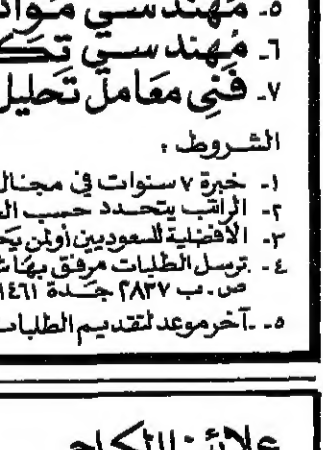 ٥- مهندسي مواد
٦- مهندسي
٧- فني معامل تحليل
الشروط :
١- خبرة ٧ سنوات في مجال
٢- الراتب يتحدد حسب
٣- الأفضلية للسعوديين أولمن
٤- ترسل الطلبات مرفق بها
ص.ب ٢٨٣٧ جدة ٢١٤٦١
٥- آخر موعد لتقديم الطلبات